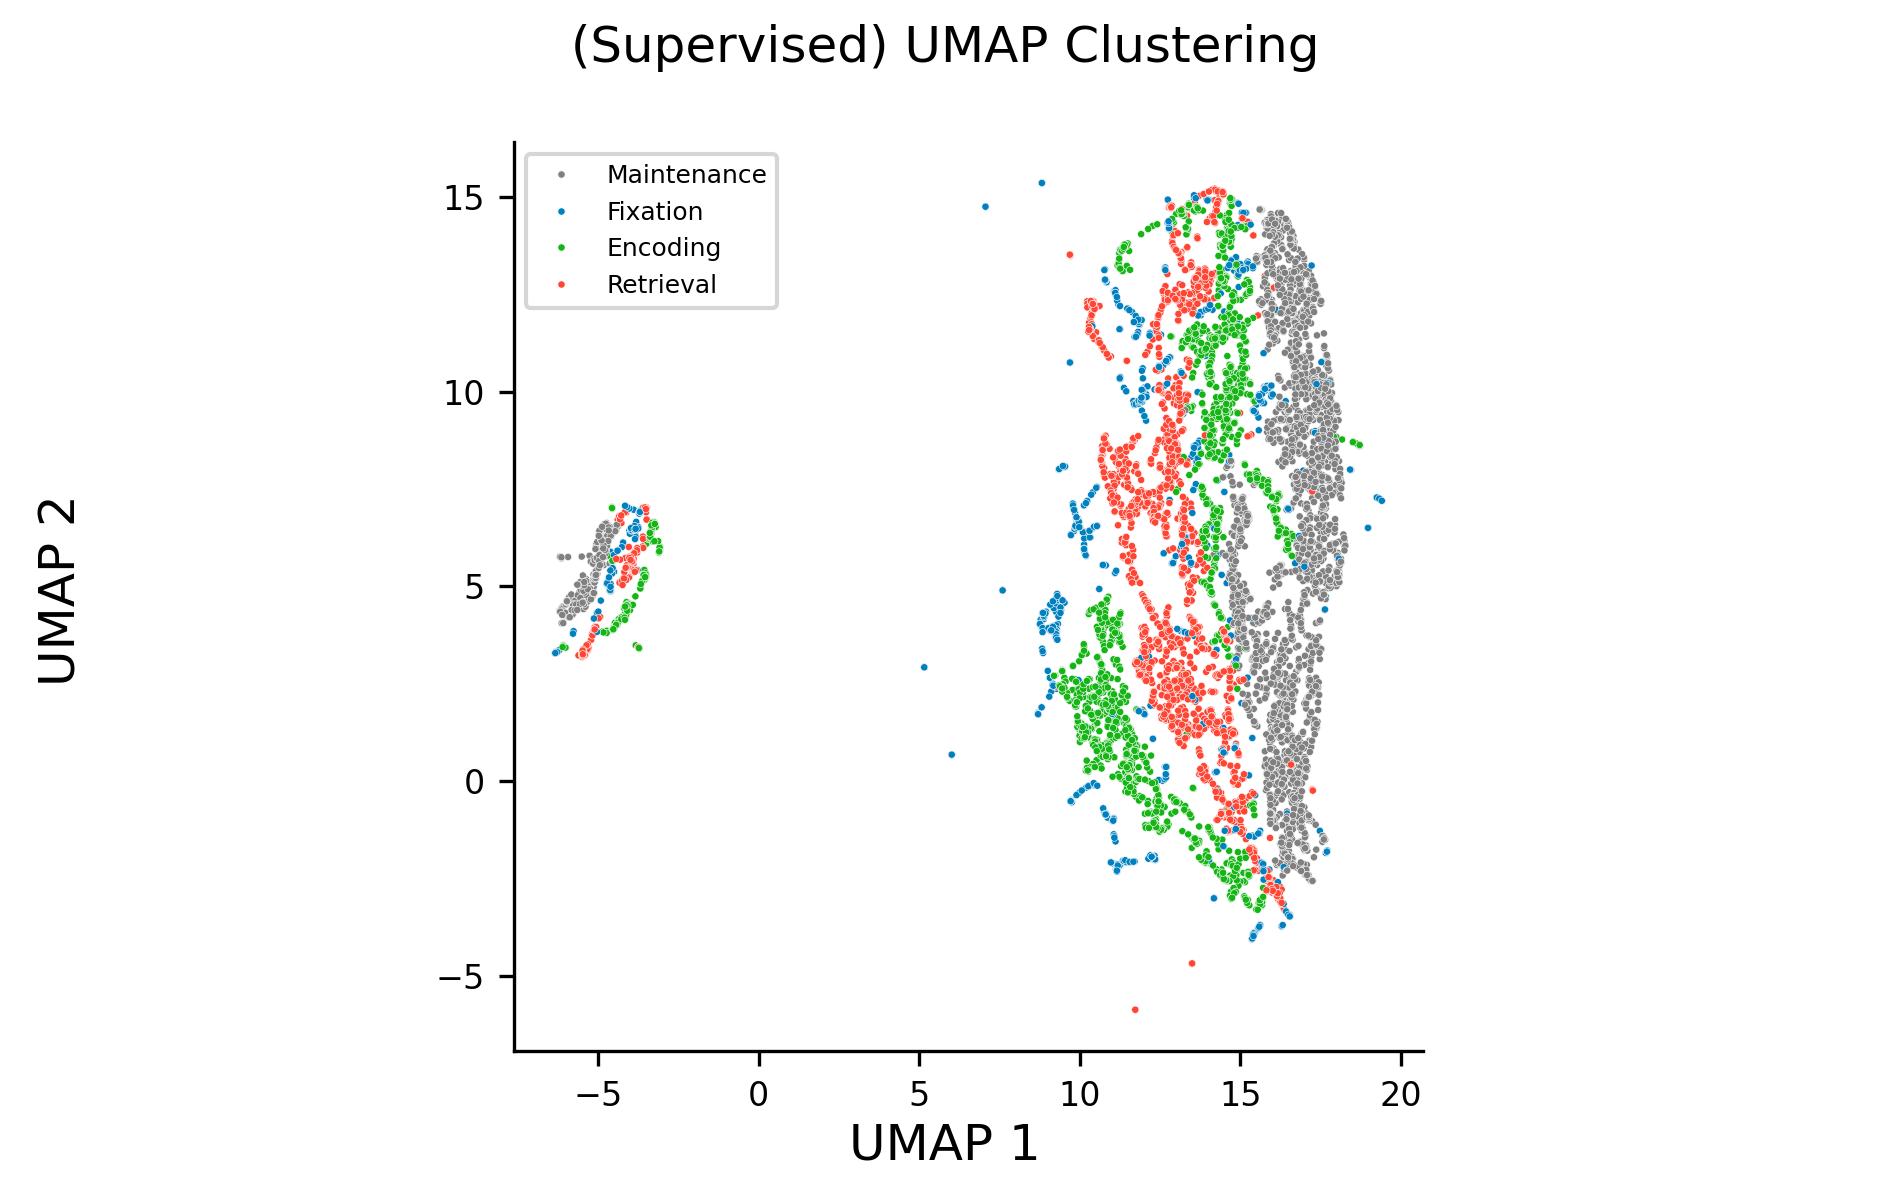 (Supervised) UMAP Clustering
Maintenance
Fixation
Encoding
Retrieval
15
10
5
0
−5
UMAP 2
−5
0
5
10
15
20
UMAP 1